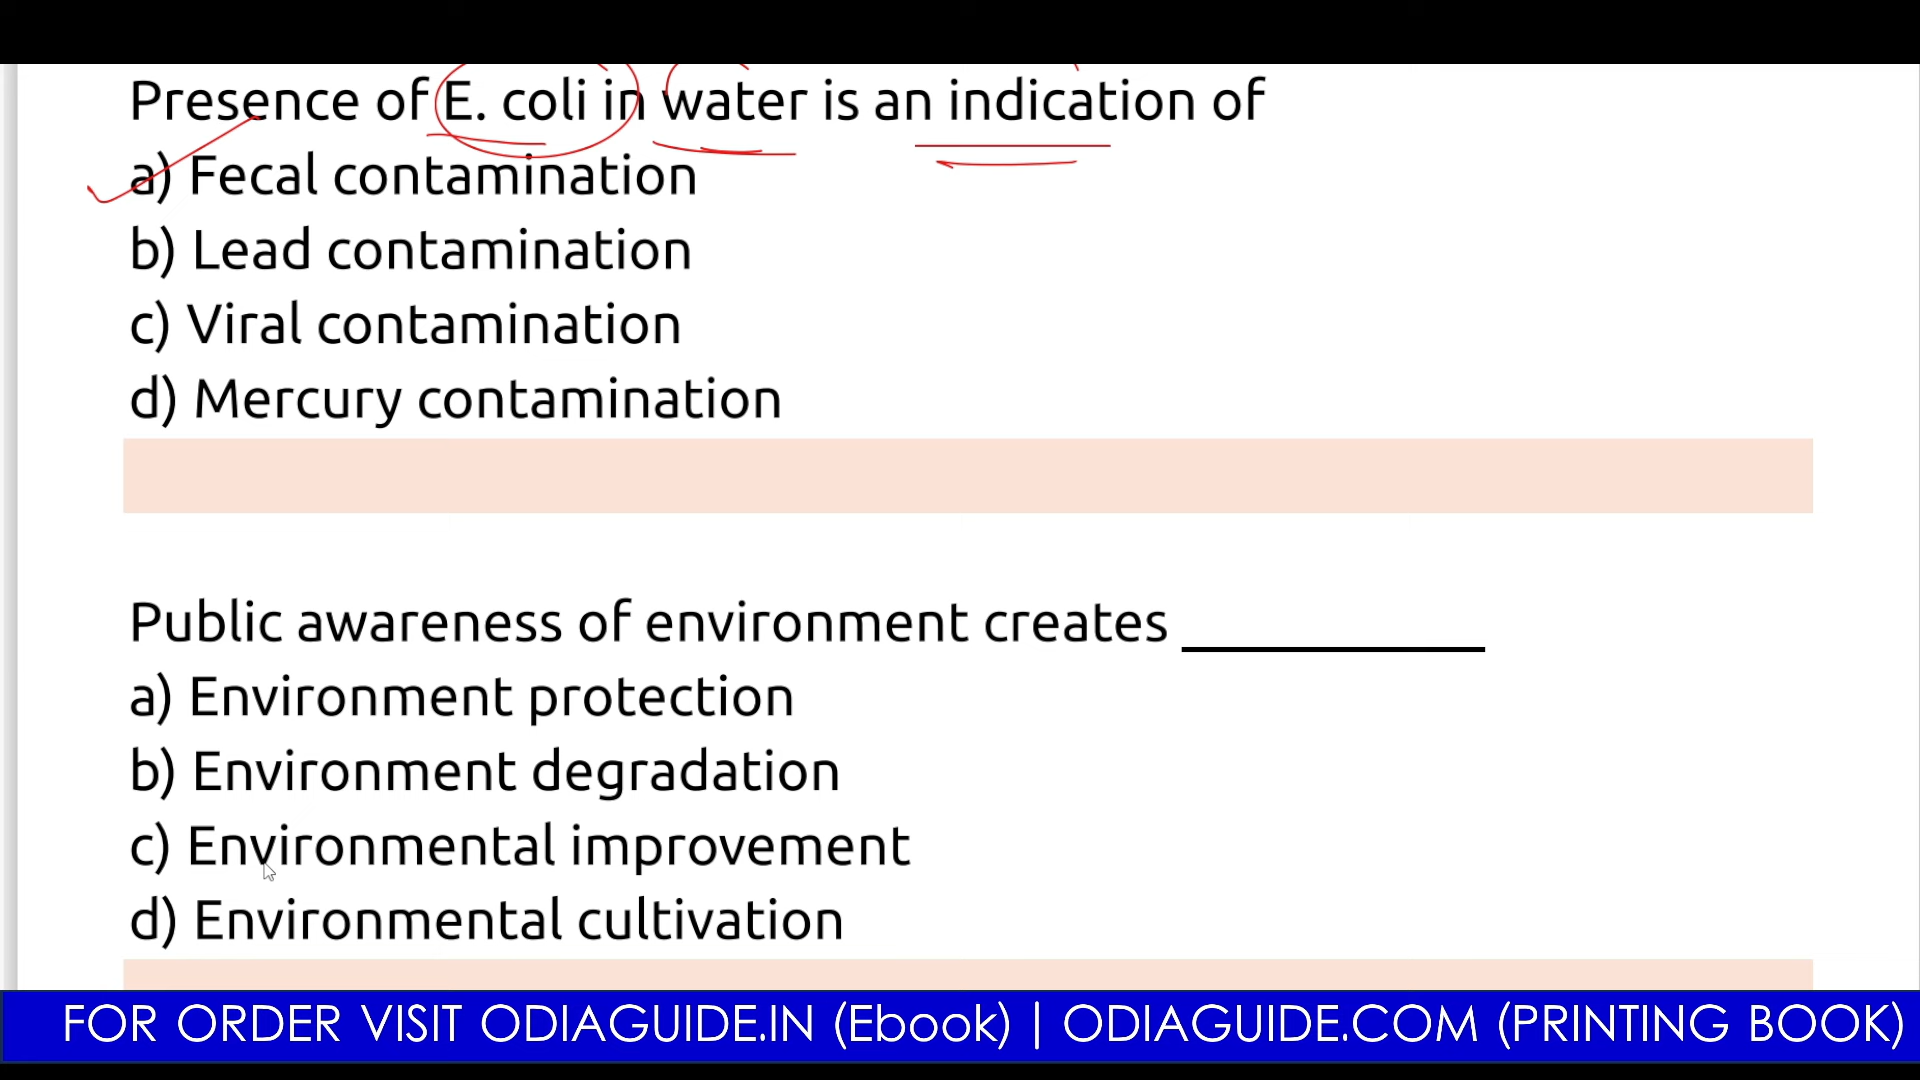 Presence of E. coli in water is an indication of
a) Fecal contamination
b) Lead contamination
c) Viral contamination
d) Mercury contamination
Public awareness of environment creates ___________
a) Environment protection
b) Environment degradation
c) Environmental improvement
d) Environmental cultivation
FOR ORDER VISIT ODIAGUIDE.IN (Ebook) | ODIAGUIDE.COM (PRINTING BOOK)